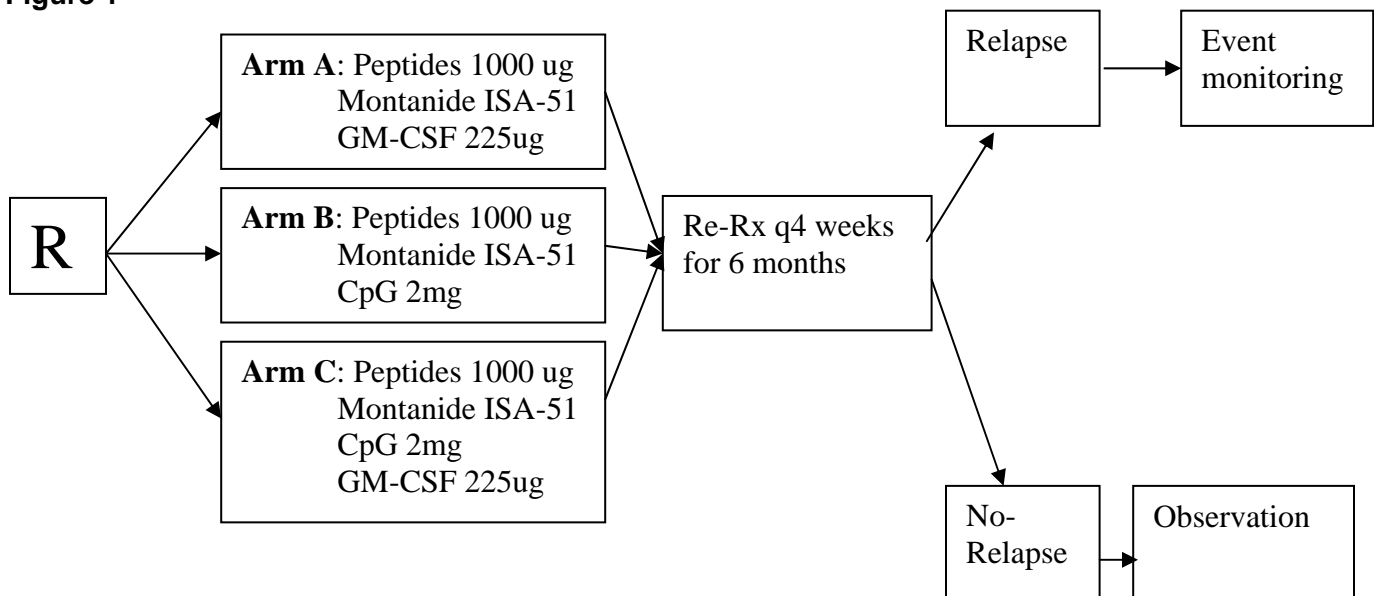 Figure 1
R
Arm A: Peptides 1000 ug
Montanide ISA-51
GM-CSF 225ug
Arm B: Peptides 1000 ug
Montanide ISA-51
CpG 2mg
Arm C: Peptides 1000 ug
Montanide ISA-51
CpG 2mg
GM-CSF 225ug
Re-Rx q4 weeks
for 6 months
Relapse
Event
monitoring
No-
Relapse
Observation